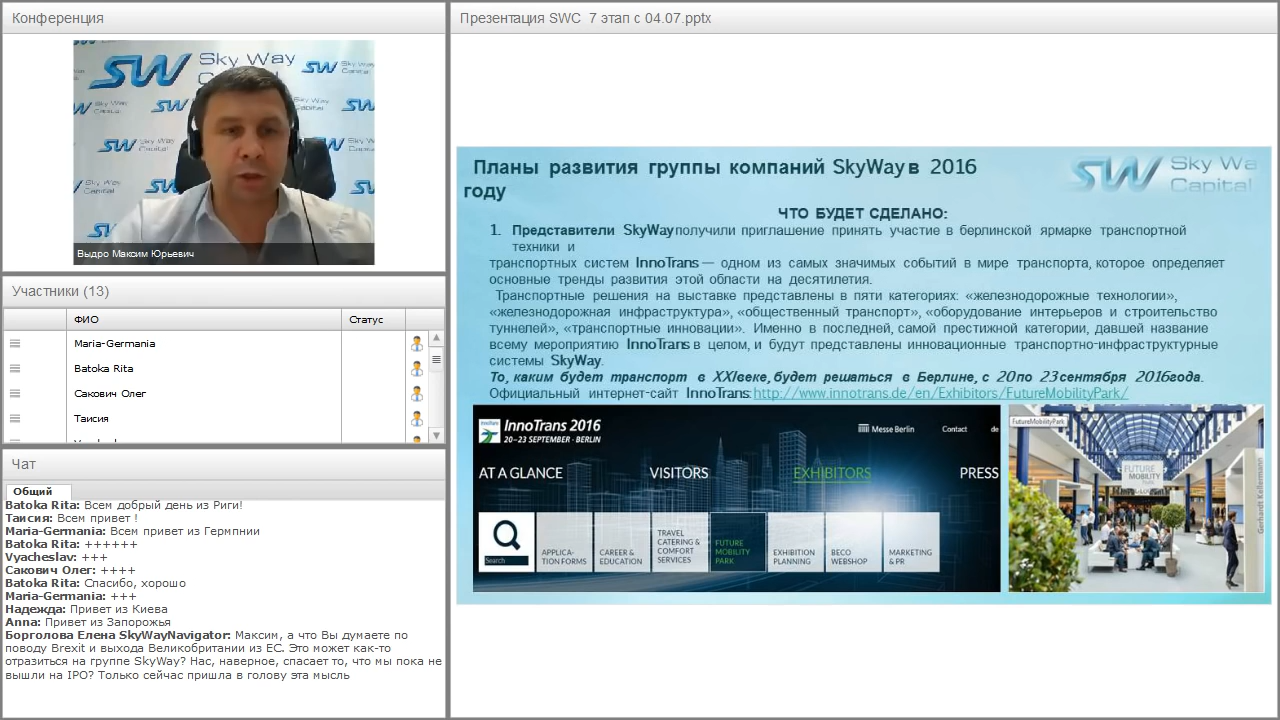 Конференция
Sky Way
Capital
Выдро Максим Юрьевич
Участники (13)
ФИО
Статус
Maria-Germania
Batoka Rita
Сакович Олег
Таисия
Чат
Общий
Batoka Rita: Всем добрый день из Риги!
Таисия: Всем привет !
Maria-Germania: Всем привет из Гермпнии
Batoka Rita: ++++++
Vyacheslav: +++
Сакович Олег: ++++
Batoka Rita: Спасибо, хорошо
Maria-Germania: +++
Надежда: Привет из Киева
Anna: Привет из Запорожья
Борголова Елена SkyWayNavigator: Максим, а что Вы думаете по
поводу Brexit и выхода Великобритании из ЕС. Это может как-то
отразиться на группе SkyWay? Нас, наверное, спасает то, что мы пока не
вышли на IPO? Только сейчас пришла в голову эта мысль
Презентация SWC 7 этап с 04.07.pptx
Планы развития группы компаний SkyWay в 2016
году
SW Sky Wa
Capital
ЧТО БУДЕТ СДЕЛАНО:
1. Представители SkyWay получили приглашение принять участие в берлинской ярмарке транспортной
техники и
транспортных систем InnoTrans — одном из самых значимых событий в мире транспорта, которое определяет
основные тренды развития этой области на десятилетия.
Транспортные решения на выставке представлены в пяти категориях: «железнодорожные технологии»,
«железнодорожная инфраструктура», «общественный транспорт», «оборудование интерьеров и строительство
туннелей», «транспортные инновации». Именно в последней, самой престижной категории, давшей название
всему мероприятию InnoTrans в целом, и будут представлены инновационные транспортно-инфраструктурные
системы SkyWay.
То, каким будет транспорт в XXI веке, будет решаться в Берлине, с 20 по 23 сентября 2016 года.
Официальный интернет-сайт InnoTrans: http://www.innotrans.de/en/Exhibitors/FutureMobilityPark/
InnoTrans 2016
20–23 SEPTEMBER · BERLIN
Messe Berlin
Contact
de
AT A GLANCE
VISITORS
EXHIBITORS
PRESS
Search
APPLICA-
TION FORMS
CAREER &
EDUCATION
TRAVEL
CATERING &
COMFORT
SERVICES
FUTURE
MOBILITY
PARK
EXHIBITION
PLANNING
BECO
WEBSHOP
MARKETING
& PR
FutureMobilityPark
FUTURE
MOBILITY
Gerhardt Kellermann